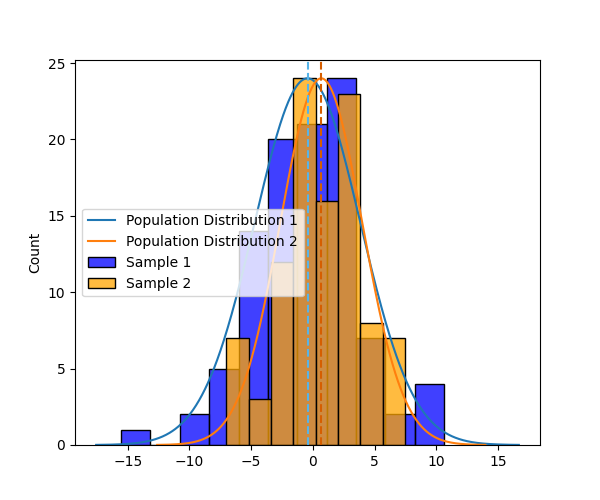 25
20
15
10
5
0
Count
Population Distribution 1
Population Distribution 2
Sample 1
Sample 2
−15 −10 −5 0 5 10 15